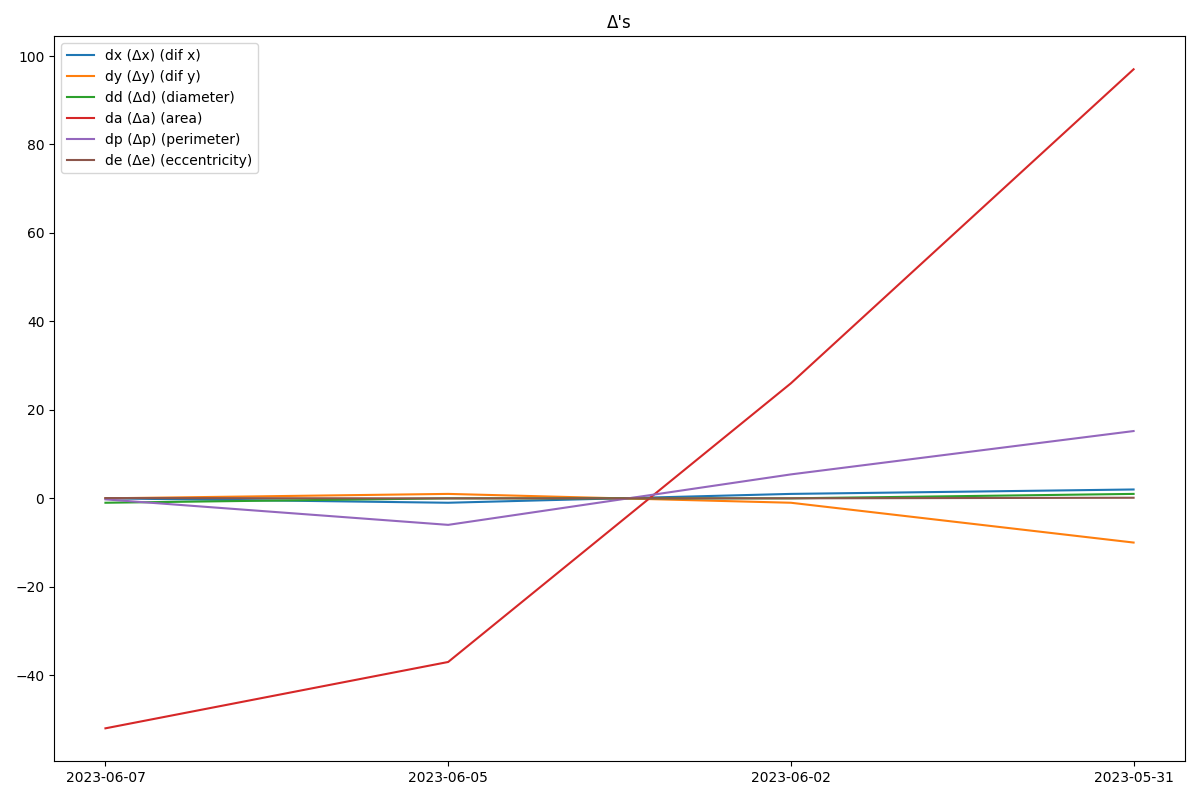 Δ's
dx (Δx) (dif x)
dy (Δy) (dif y)
dd (Δd) (diameter)
da (Δa) (area)
dp (Δp) (perimeter)
de (Δe) (eccentricity)
100
80
60
40
20
0
−20
−40
2023-06-07 2023-06-05 2023-06-02 2023-05-31